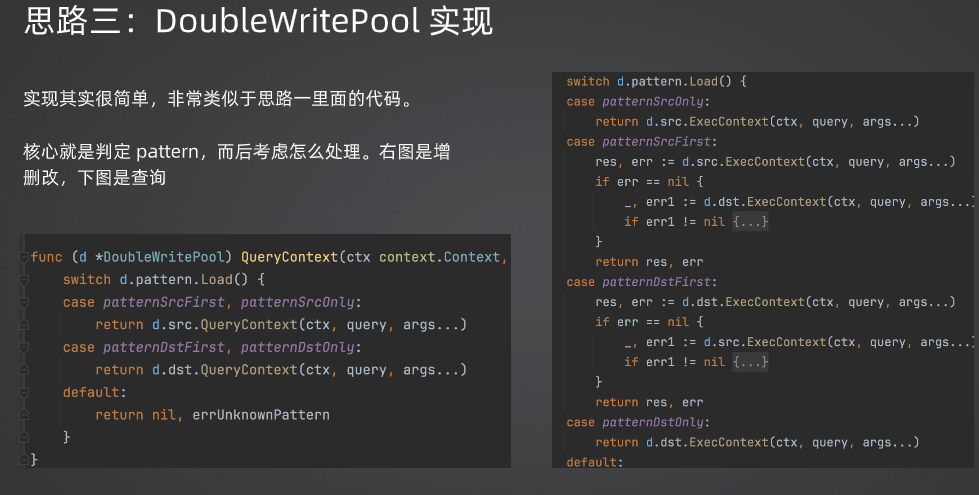 思路三：DoubleWritePool 实现
实现其实很简单，非常类似于思路一里面的代码。
核心就是判定 pattern，而后考虑怎么处理。右图是增
删改，下图是查询
func (d *DoubleWritePool) QueryContext(ctx context.Context,
switch d.pattern.Load() {
case patternSrcFirst, patternSrcOnly:
return d.src.QueryContext(ctx, query, args...)
case patternDstFirst, patternDstOnly:
return d.dst.QueryContext(ctx, query, args...)
default:
return nil, errUnknownPattern
}
}
switch d.pattern.Load() {
case patternSrcOnly:
return d.src.ExecContext(ctx, query, args...)
case patternSrcFirst:
res, err := d.src.ExecContext(ctx, query, args...)
if err == nil {
_, err1 := d.dst.ExecContext(ctx, query, args...)
if err1 != nil {...}
}
return res, err
case patternDstFirst:
res, err := d.dst.ExecContext(ctx, query, args...)
if err == nil {
_, err1 := d.src.ExecContext(ctx, query, args...)
if err1 != nil {...}
}
return res, err
case patternDstOnly:
return d.dst.ExecContext(ctx, query, args...)
default: